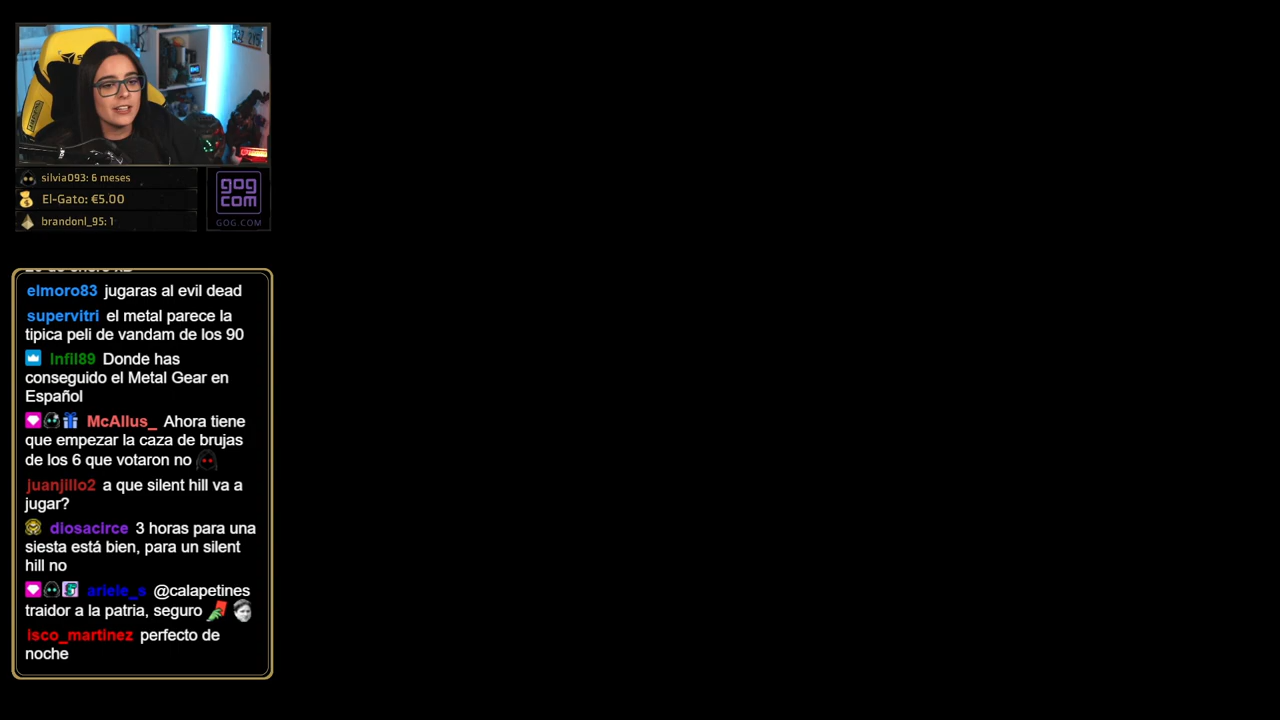 silvia093: 6 meses
El-Gato: €5.00
brandonl_95: 1
gog
com
GOG.COM
elmoro83 jugaras al evil dead
supervitri el metal parece la
tipica peli de vandam de los 90
Infil89 Donde has
conseguido el Metal Gear en
Español
McAllus_ Ahora tiene
que empezar la caza de brujas
de los 6 que votaron no
juanjillo2 a que silent hill va a
jugar?
diosacirce 3 horas para una
siesta está bien, para un silent
hill no
ariele_s @calapetines
traidor a la patria, seguro
isco_martinez perfecto de
noche